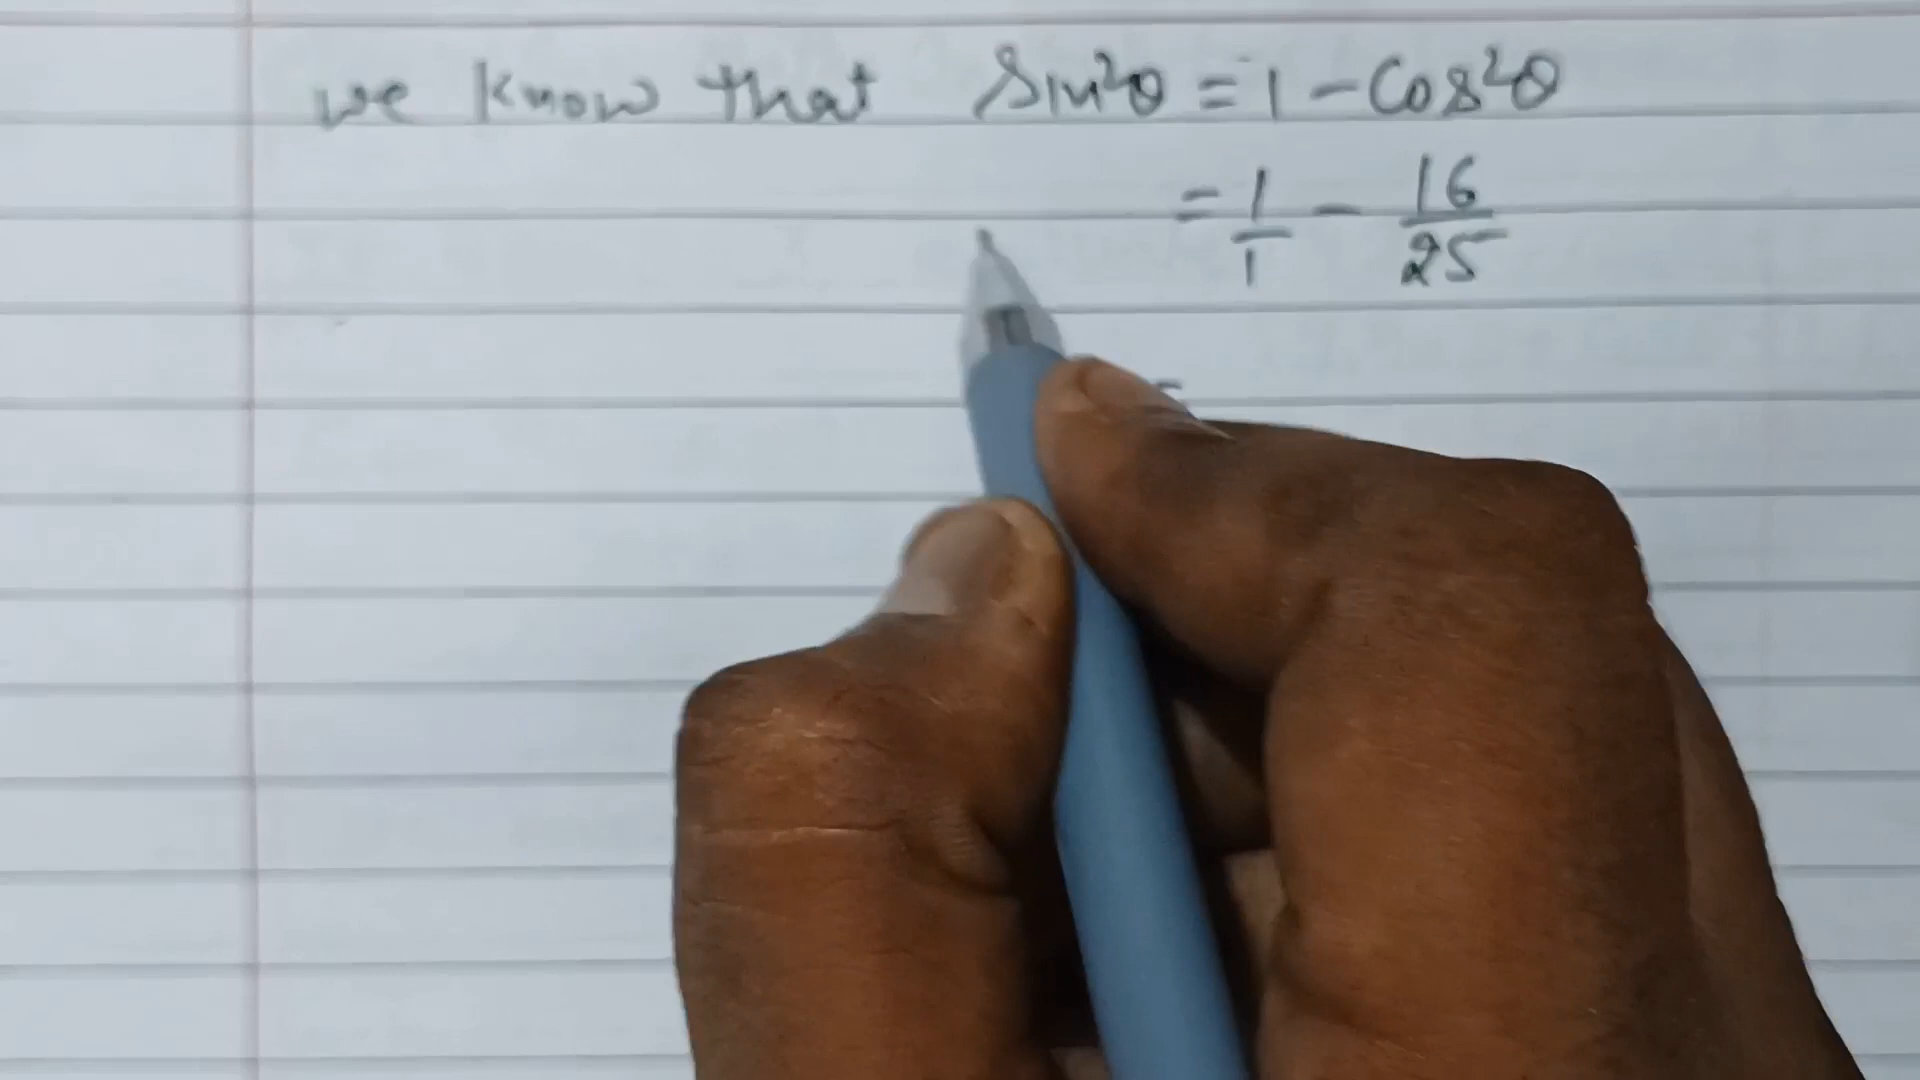 we know that Sin²θ = 1 - Cos²θ
= 1/1 - 16/25